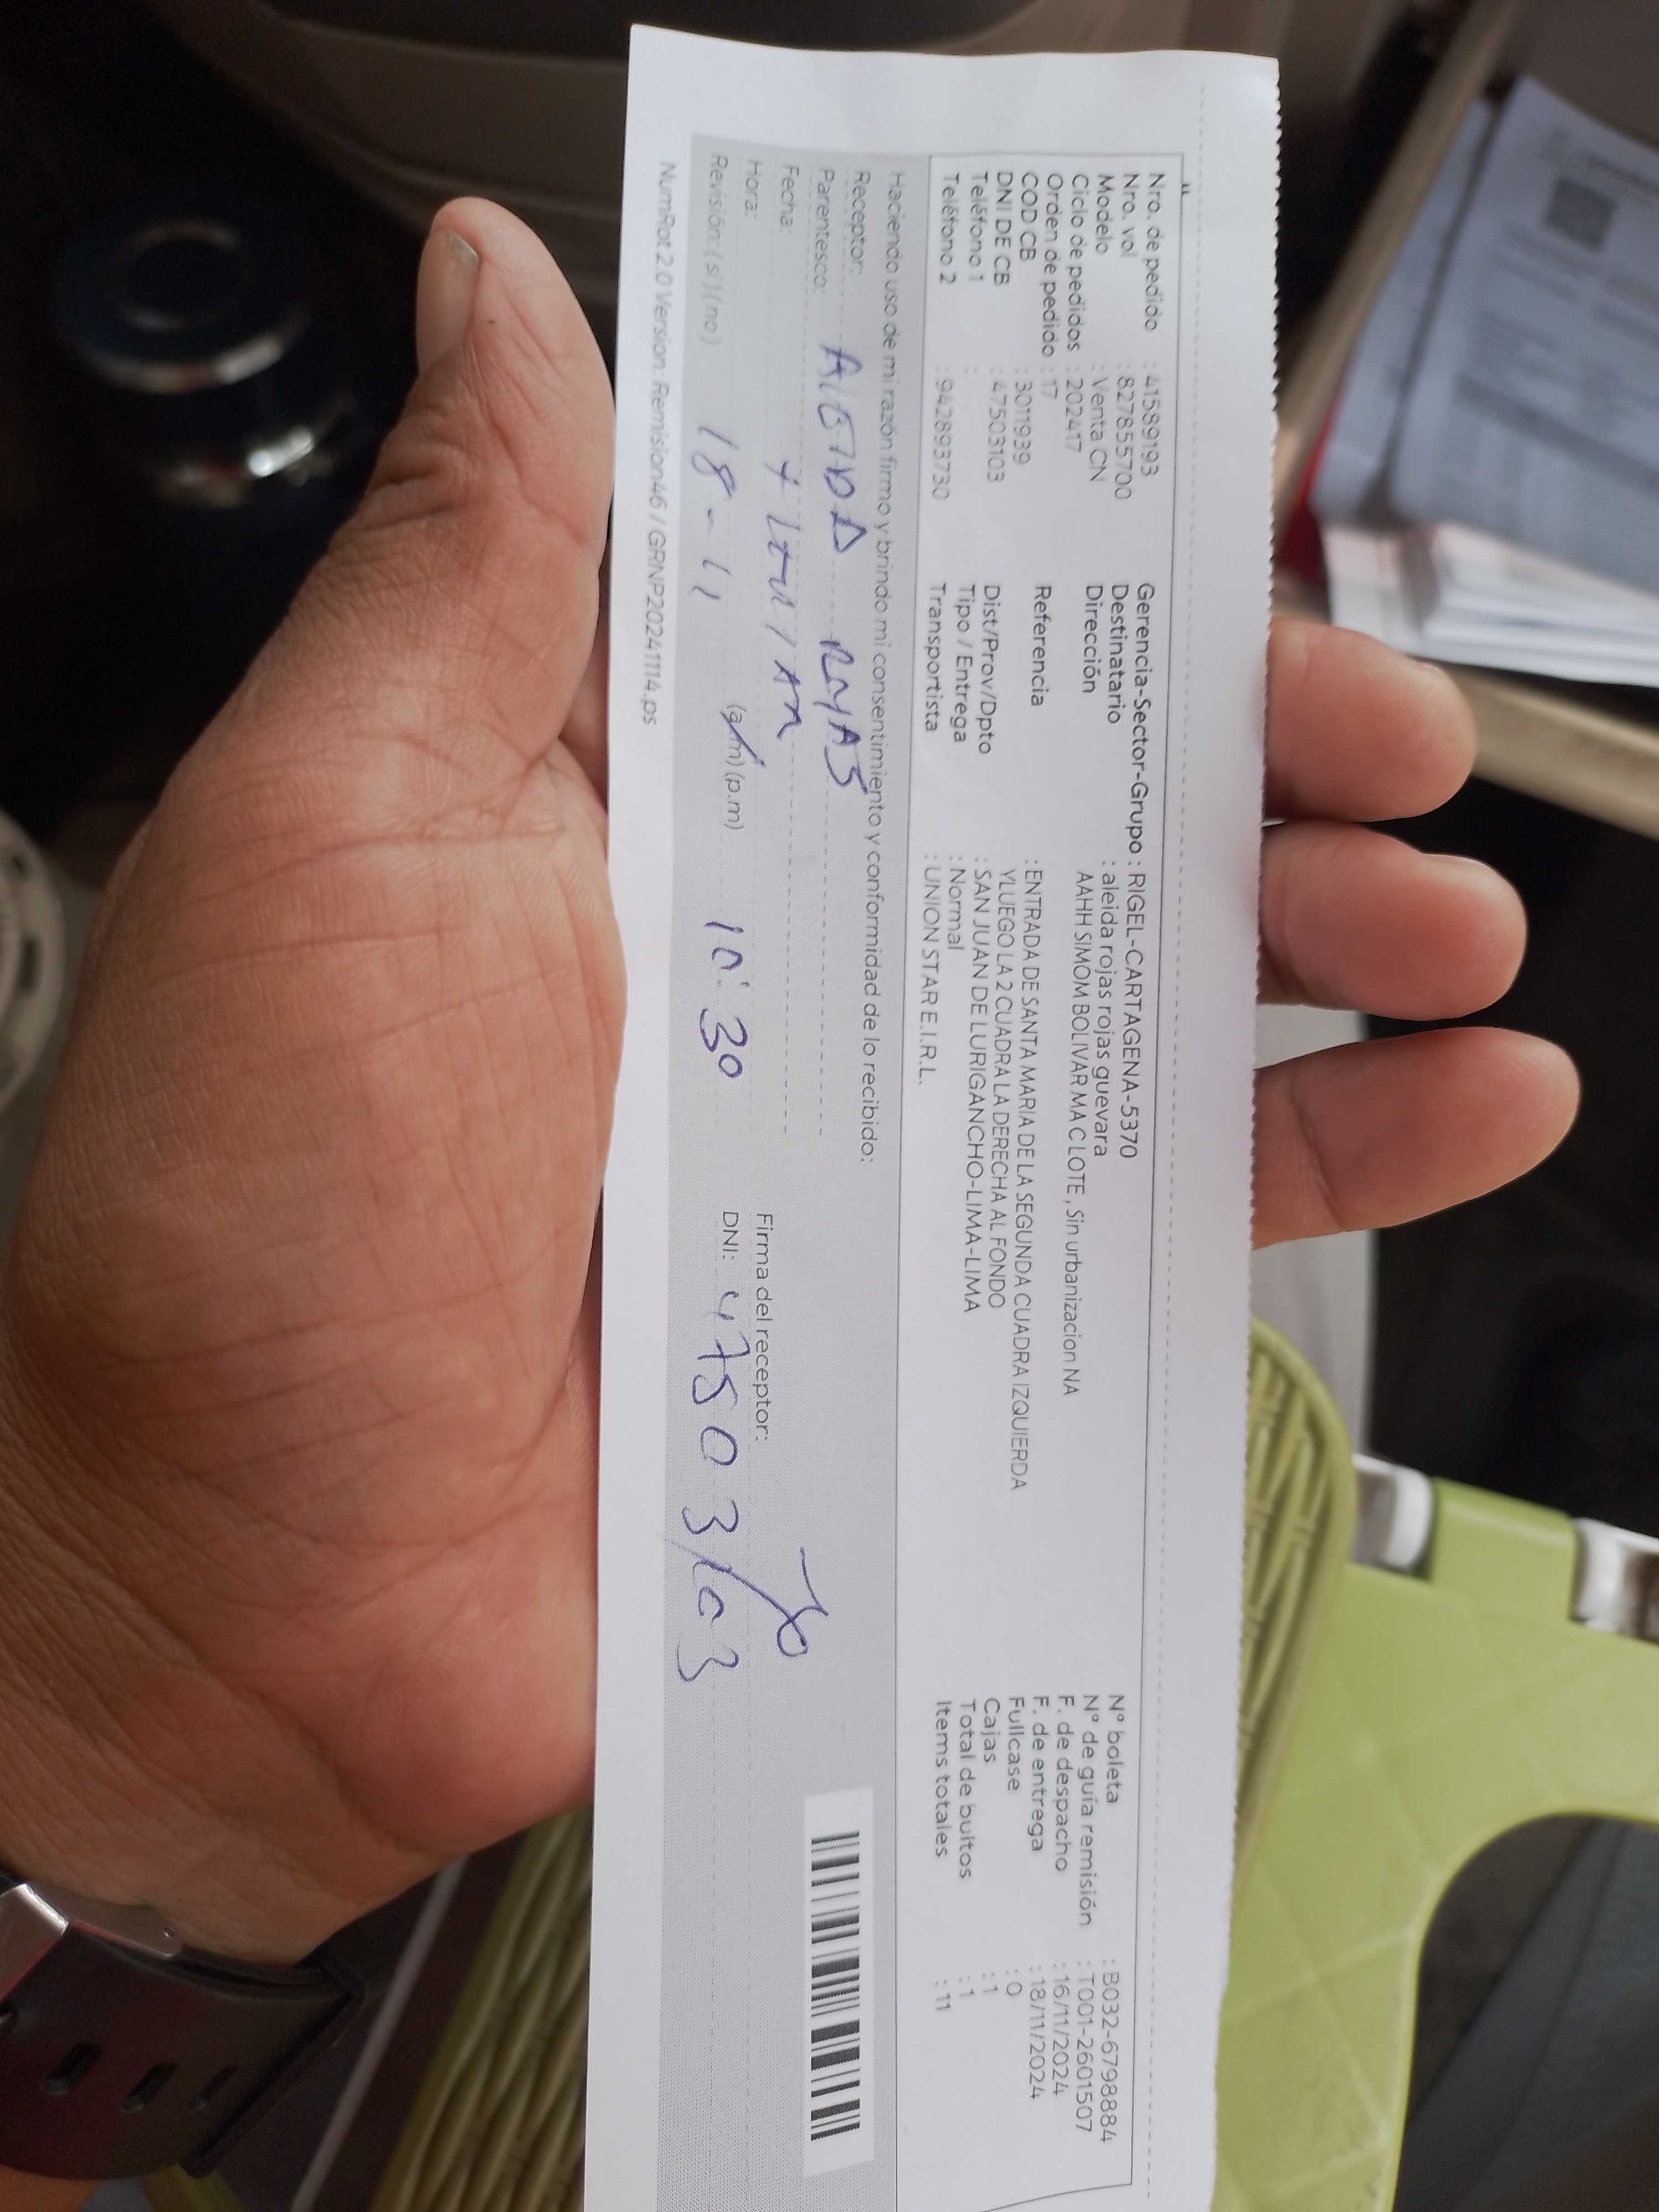 Nro. de pedido : 41589193
Nro. vol : 827855700
Modelo : Venta CN
Ciclo de pedidos : 202417
Orden de pedido : 17
COD CB : 3011939
DNI DE CB : 47503103
Teléfono 1 :
Teléfono 2 : 942893730
Gerencia-Sector-Grupo : RIGEL-CARTAGENA-5370
Destinatario : aleida rojas rojas guevara
Dirección AAHH SIMOM BOLIVAR MA C LOTE , Sin urbanizacion NA
Referencia : ENTRADA DE SANTA MARIA DE LA SEGUNDA CUADRA IZQUIERDA
YLUEGO LA 2 CUADRA LA DERECHA AL FONDO
Dist/Prov/Dpto : SAN JUAN DE LURIGANCHO-LIMA-LIMA
Tipo / Entrega : Normal
Transportista : UNION STAR E.I.R.L.
N° boleta : B032-6798884
N° de guía remisión : T001-2601507
F. de despacho : 16/11/2024
F. de entrega : 18/11/2024
Fullcase : 0
Cajas : 1
Total de bultos : 1
Items totales : 11
Haciendo uso de mi razón firmo y brindo mi consentimiento y conformidad de lo recibido:
Receptor:
Parentesco:
Fecha:
Hora: (a.m) (p.m)
18-11 10:30
Revisión: (si) (no)
Firma del receptor:
DNI: 47503103
NumRot 2.0 Version. Remision46 / GRNP20241114.ps